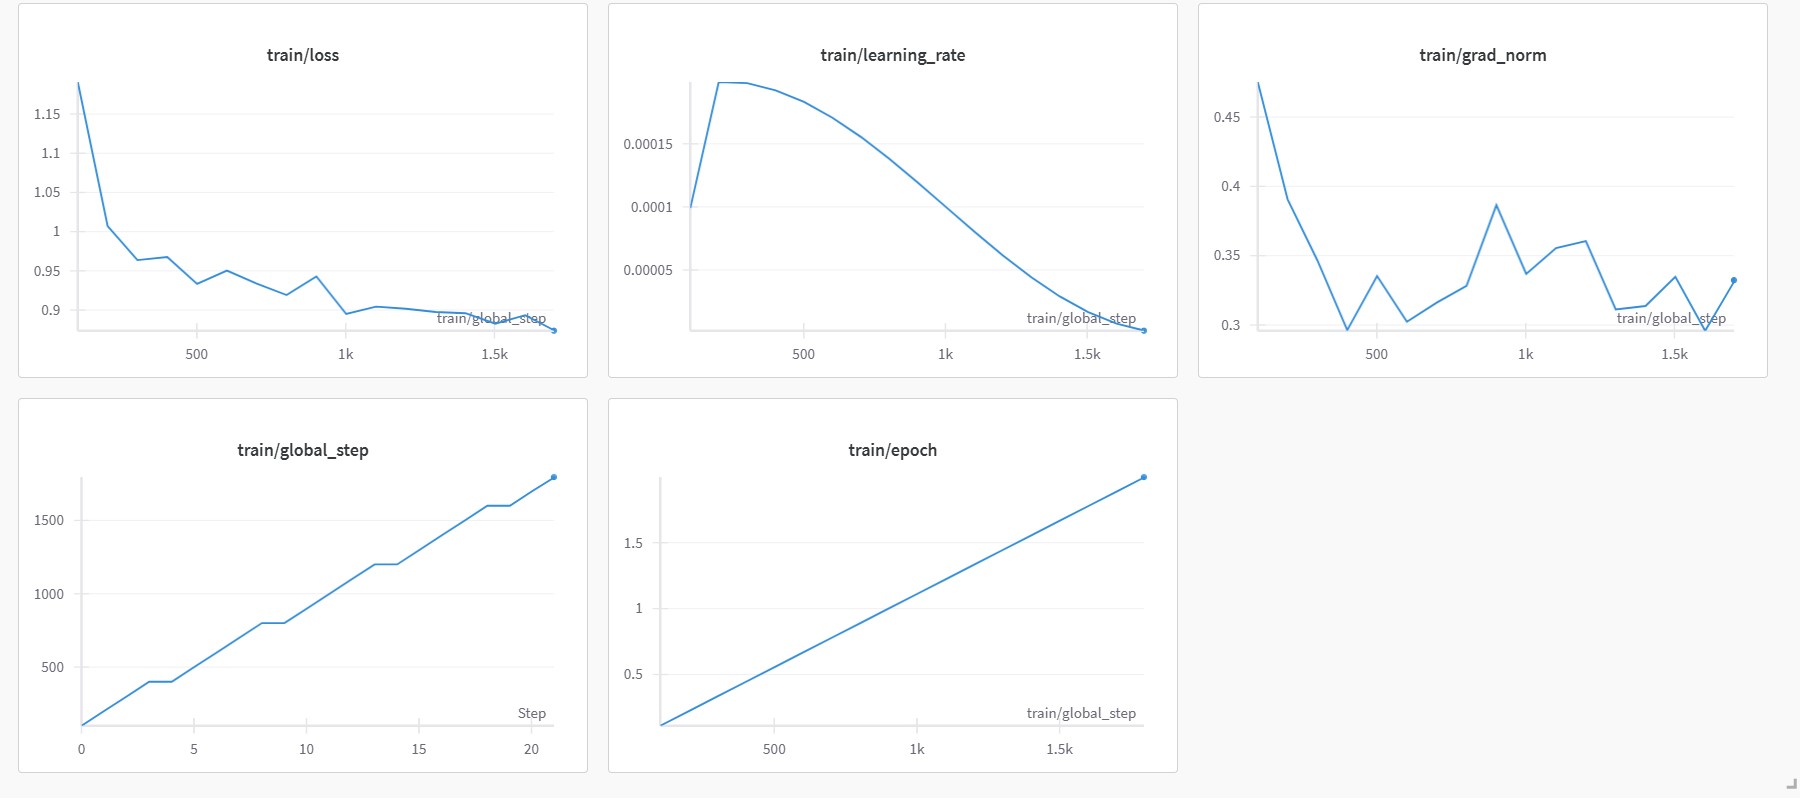 train/loss
1.15
1.1
1.05
1
0.95
0.9
500
1k
1.5k
train/global_step
train/learning_rate
0.00015
0.0001
0.00005
500
1k
1.5k
train/global_step
train/grad_norm
0.45
0.4
0.35
0.3
500
1k
1.5k
train/global_step
train/global_step
1500
1000
500
0
5
10
15
20
Step
train/epoch
1.5
1
0.5
500
1k
1.5k
train/global_step